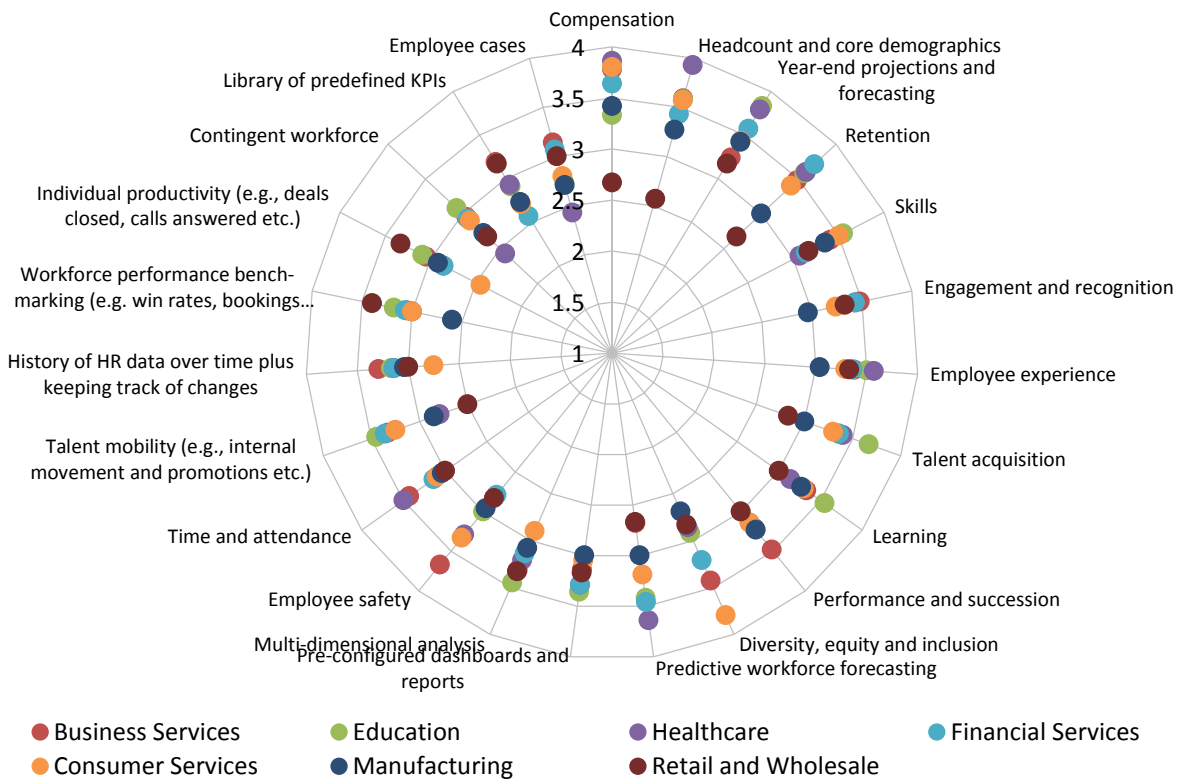 Compensation
Headcount and core demographics
Year-end projections and
forecasting
Retention
Skills
Engagement and recognition
Employee experience
Talent acquisition
Learning
Performance and succession
Diversity, equity and inclusion
Predictive workforce forecasting
Pre-configured dashboards and
reports
Multi-dimensional analysis
Employee safety
Time and attendance
Talent mobility (e.g., internal
movement and promotions etc.)
History of HR data over time plus
keeping track of changes
Workforce performance bench-
marking (e.g. win rates, bookings...
Individual productivity (e.g., deals
closed, calls answered etc.)
Contingent workforce
Library of predefined KPIs
Employee cases
4
3.5
3
2.5
2
1.5
1
Business Services
Education
Healthcare
Financial Services
Consumer Services
Manufacturing
Retail and Wholesale